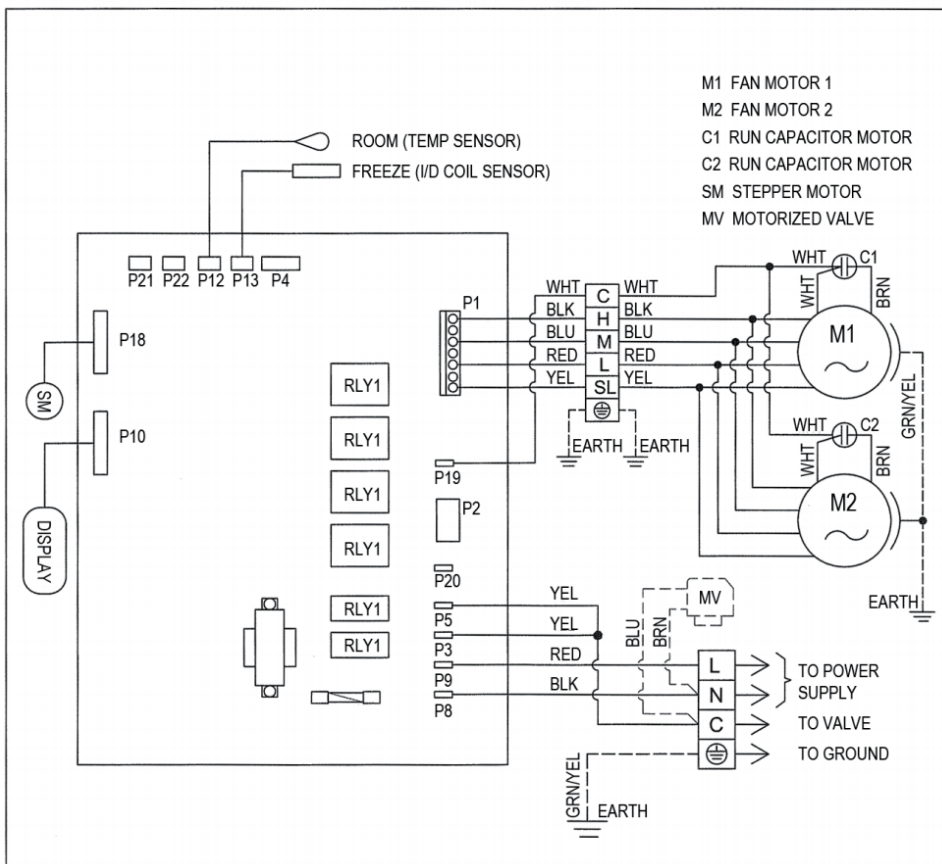 M1 FAN MOTOR 1
M2 FAN MOTOR 2
C1 RUN CAPACITOR MOTOR
C2 RUN CAPACITOR MOTOR
SM STEPPER MOTOR
MV MOTORIZED VALVE
ROOM (TEMP SENSOR)
FREEZE (I/D COIL SENSOR)
P21 P22 P12 P13 P4
P18
SM
P10
DISPLAY
RLY1
RLY1
RLY1
RLY1
RLY1
RLY1
P1
P19
P2
P20
P5
P3
P9
P8
WHT C WHT
BLK H BLK
BLU M BLU
RED L RED
YEL SL YEL
EARTH EARTH
WHT C1
WHT
BRN
M1
GRN/YEL
WHT C2
WHT
BRN
M2
EARTH
YEL
YEL
RED
BLK
BLU
BRN
MV
L
N
C
TO POWER
SUPPLY
TO VALVE
TO GROUND
GRN/YEL
EARTH